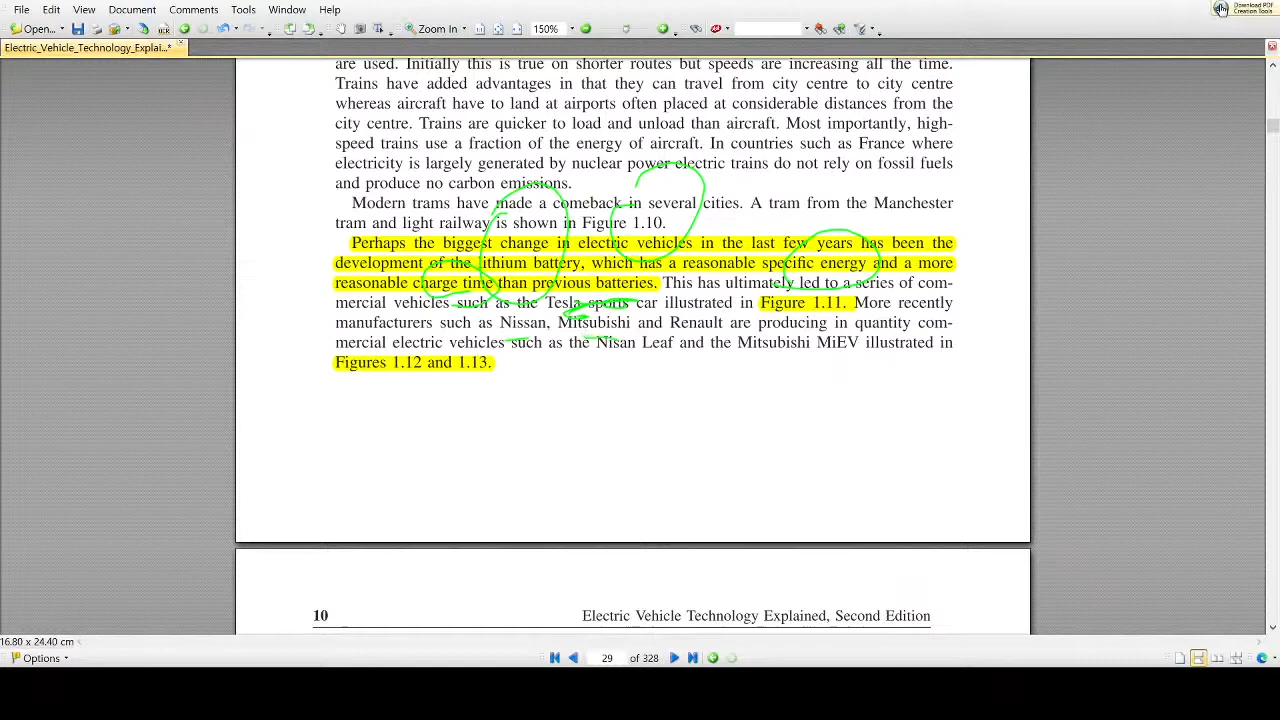 File Edit View Document Comments Forms Tools Window Help
Download PDF
Creation Tools
Open... Zoom In 150%
Electric_Vehicle_Technology_Explai...*
are used. Initially this is true on shorter routes but speeds are increasing all the time.
Trains have added advantages in that they can travel from city centre to city centre
whereas aircraft have to land at airports often placed at considerable distances from the
city centre. Trains are quicker to load and unload than aircraft. Most importantly, high-
speed trains use a fraction of the energy of aircraft. In countries such as France where
electricity is largely generated by nuclear power electric trains do not rely on fossil fuels
and produce no carbon emissions.
Modern trams have made a comeback in several cities. A tram from the Manchester
tram and light railway is shown in Figure 1.10.
Perhaps the biggest change in electric vehicles in the last few years has been the
development of the lithium battery, which has a reasonable specific energy and a more
reasonable charge time than previous batteries. This has ultimately led to a series of com-
mercial vehicles such as the Tesla sports car illustrated in Figure 1.11. More recently
manufacturers such as Nissan, Mitsubishi and Renault are producing in quantity com-
mercial electric vehicles such as the Nisan Leaf and the Mitsubishi MiEV illustrated in
Figures 1.12 and 1.13.
10 Electric Vehicle Technology Explained, Second Edition
16.80 x 24.40 cm
Options 29 of 328